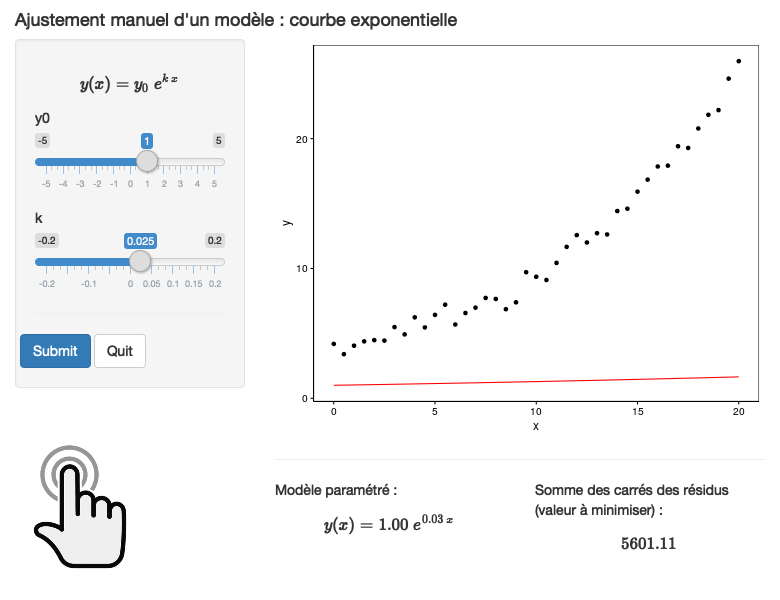 Ajustement manuel d'un modèle : courbe exponentielle
y(x) = y₀ eᵏ ˣ
y0
-5 1 5
-5 -4 -3 -2 -1 0 1 2 3 4 5
k
-0.2 0.025 0.2
-0.2 -0.1 0 0.05 0.1 0.15 0.2
Submit Quit
20
10
0
y
0 5 10 15 20
x
Modèle paramétré :
y(x) = 1.00 e⁰·⁰³ ˣ
Somme des carrés des résidus
(valeur à minimiser) :
5601.11